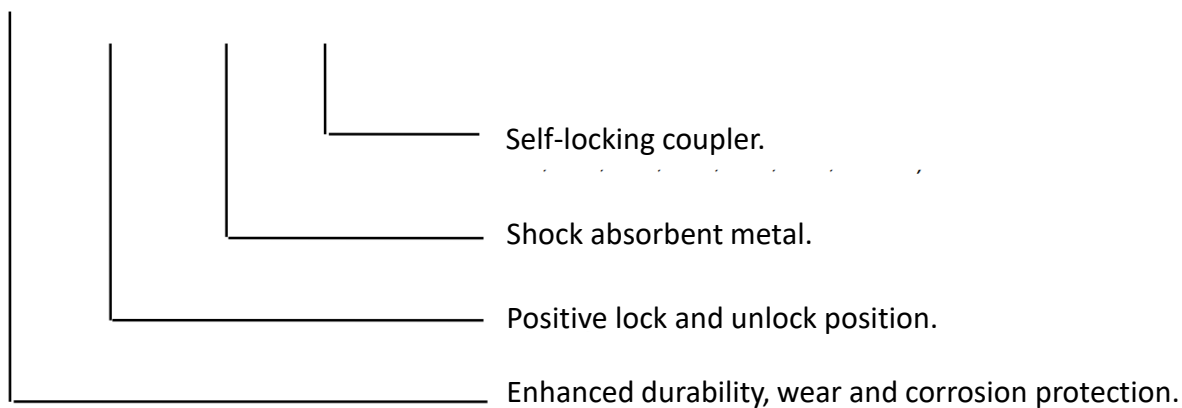 Self-locking coupler.
Shock absorbent metal.
Positive lock and unlock position.
Enhanced durability, wear and corrosion protection.